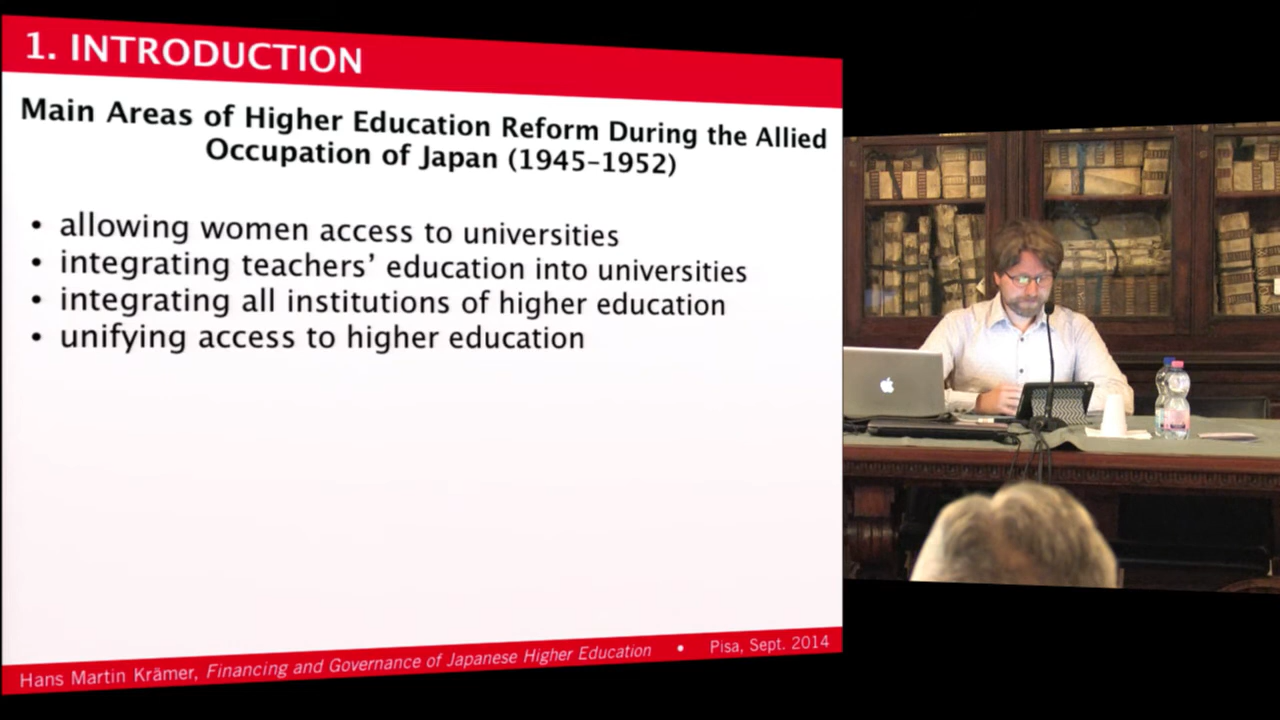 1. INTRODUCTION
Main Areas of Higher Education Reform During the Allied
Occupation of Japan (1945–1952)
• allowing women access to universities
• integrating teachers’ education into universities
• integrating all institutions of higher education
• unifying access to higher education
Hans Martin Krämer, Financing and Governance of Japanese Higher Education • Pisa, Sept. 2014